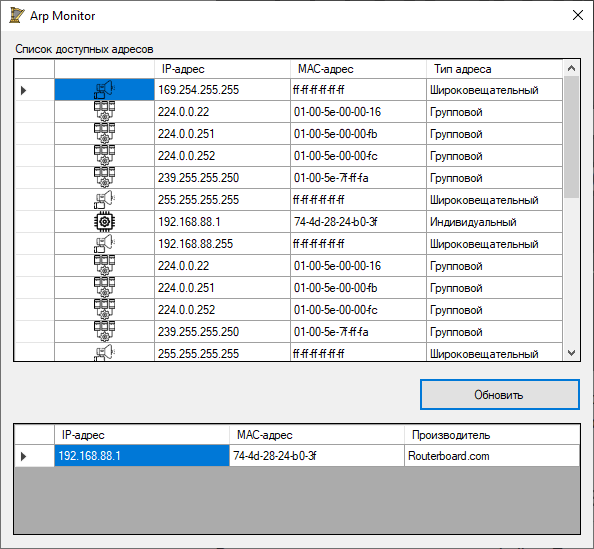 Arp Monitor
Список доступных адресов
IP-адрес MAC-адрес Тип адреса
169.254.255.255 ff-ff-ff-ff-ff-ff Широковещательный
224.0.0.22 01-00-5e-00-00-16 Групповой
224.0.0.251 01-00-5e-00-00-fb Групповой
224.0.0.252 01-00-5e-00-00-fc Групповой
239.255.255.250 01-00-5e-7f-ff-fa Групповой
255.255.255.255 ff-ff-ff-ff-ff-ff Широковещательный
192.168.88.1 74-4d-28-24-b0-3f Индивидуальный
192.168.88.255 ff-ff-ff-ff-ff-ff Широковещательный
224.0.0.22 01-00-5e-00-00-16 Групповой
224.0.0.251 01-00-5e-00-00-fb Групповой
224.0.0.252 01-00-5e-00-00-fc Групповой
239.255.255.250 01-00-5e-7f-ff-fa Групповой
255.255.255.255 ff-ff-ff-ff-ff-ff Широковещательный
Обновить
IP-адрес MAC-адрес Производитель
192.168.88.1 74-4d-28-24-b0-3f Routerboard.com